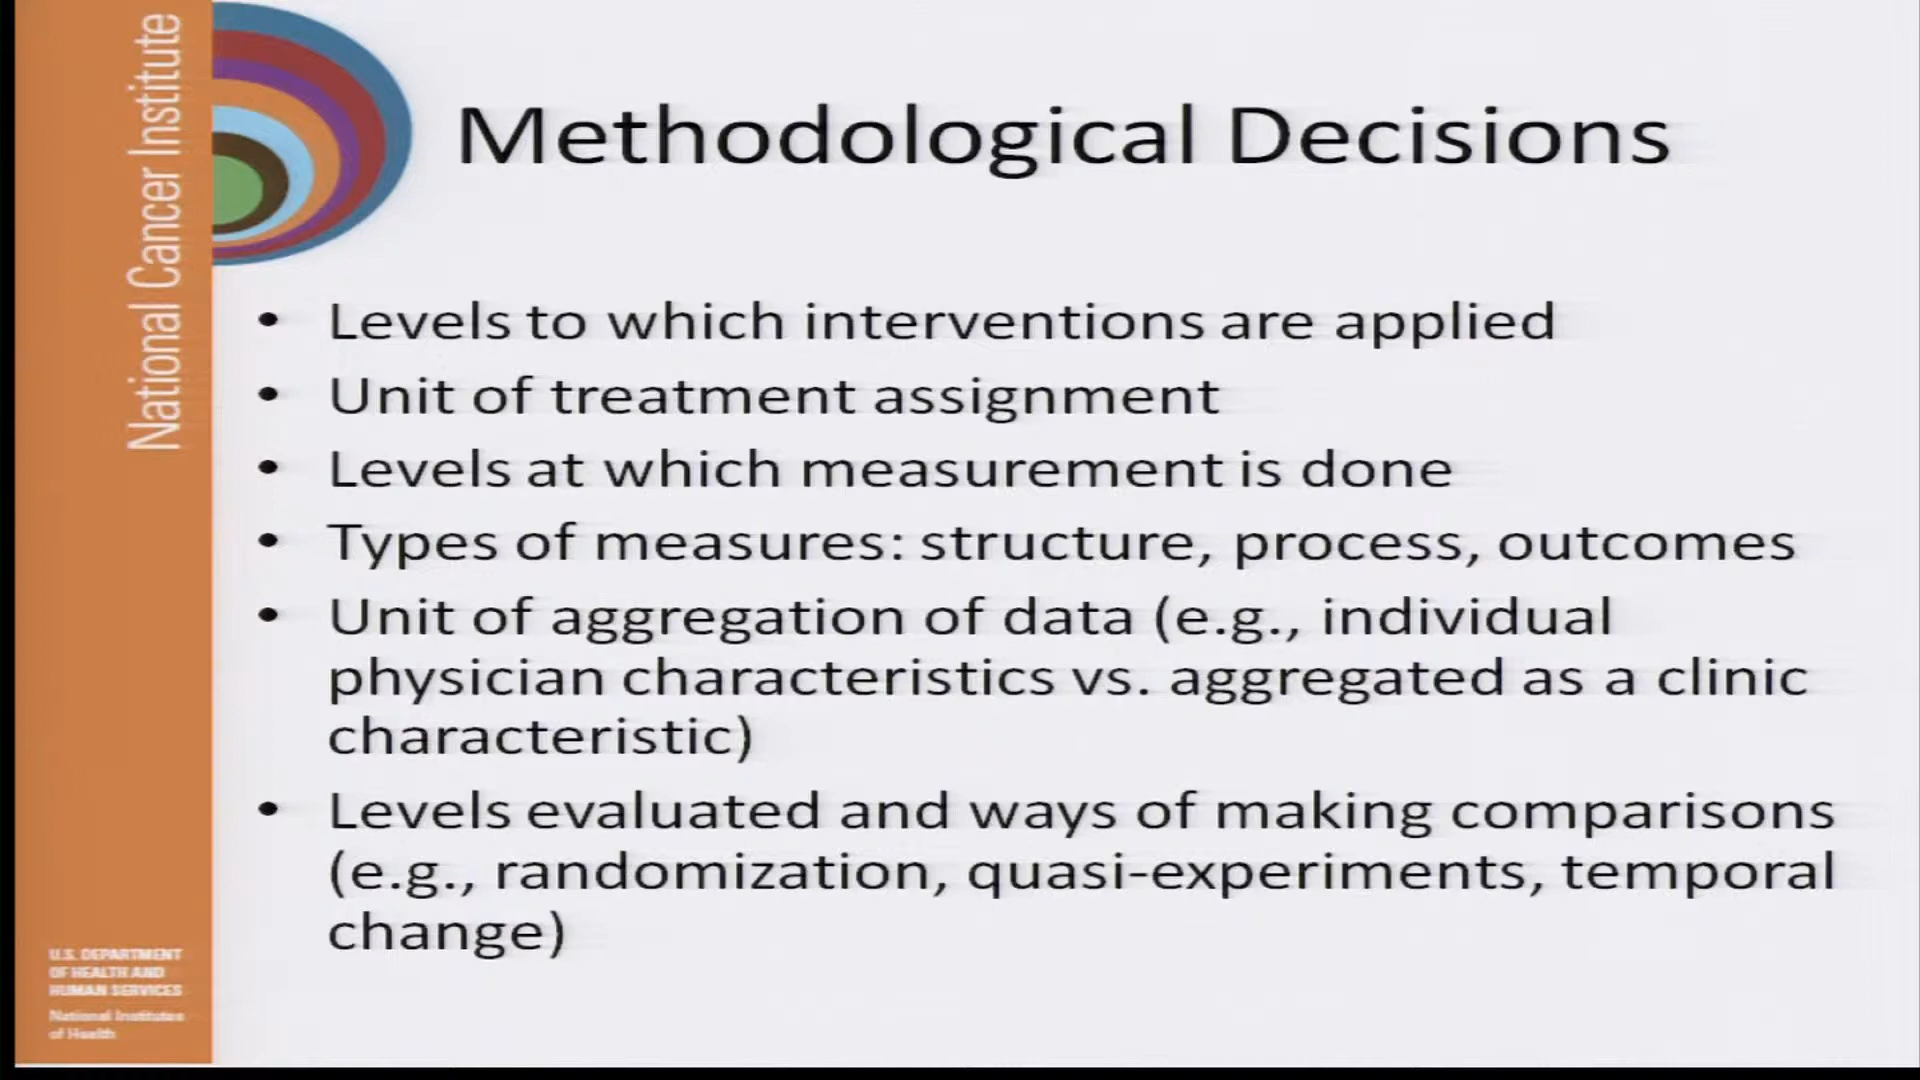 National Cancer Institute
Methodological Decisions
• Levels to which interventions are applied
• Unit of treatment assignment
• Levels at which measurement is done
• Types of measures: structure, process, outcomes
• Unit of aggregation of data (e.g., individual
physician characteristics vs. aggregated as a clinic
characteristic)
• Levels evaluated and ways of making comparisons
(e.g., randomization, quasi-experiments, temporal
change)
U.S. DEPARTMENT
OF HEALTH AND
HUMAN SERVICES
National Institutes
of Health